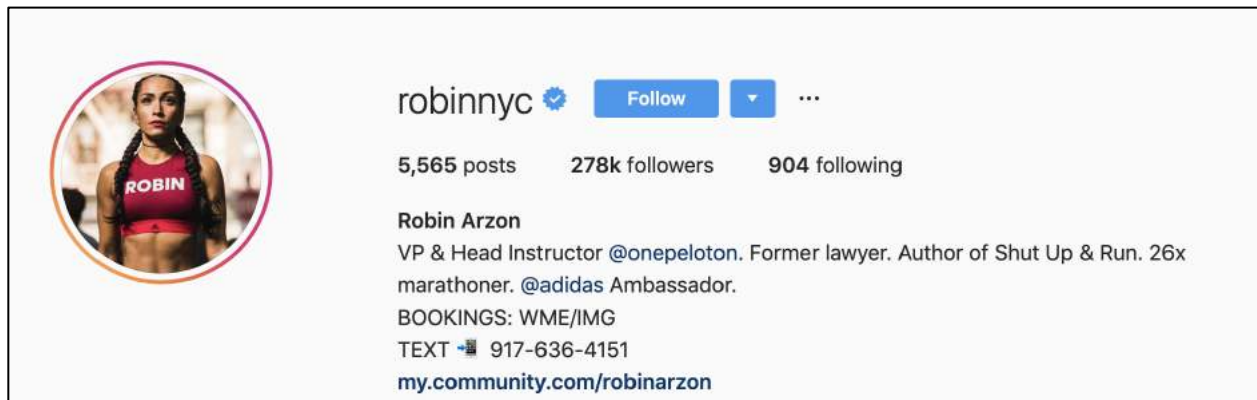 robinnyc Follow ...
5,565 posts 278k followers 904 following
Robin Arzon
VP & Head Instructor @onepeloton. Former lawyer. Author of Shut Up & Run. 26x
marathoner. @adidas Ambassador.
BOOKINGS: WME/IMG
TEXT 📲 917-636-4151
my.community.com/robinarzon
ROBIN